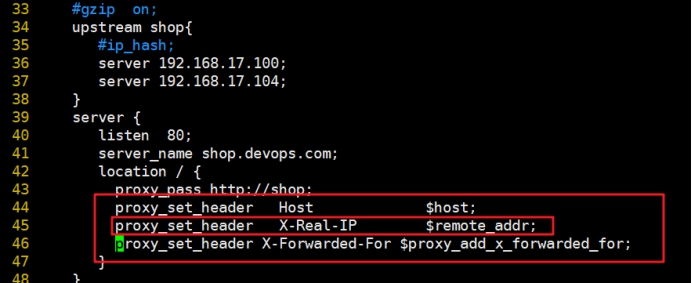 33 #gzip on;
34 upstream shop{
35 #ip_hash;
36 server 192.168.17.100;
37 server 192.168.17.104;
38 }
39 server {
40 listen 80;
41 server_name shop.devops.com;
42 location / {
43 proxy_pass http://shop;
44 proxy_set_header Host $host;
45 proxy_set_header X-Real-IP $remote_addr;
46 proxy_set_header X-Forwarded-For $proxy_add_x_forwarded_for;
47 }
48 }